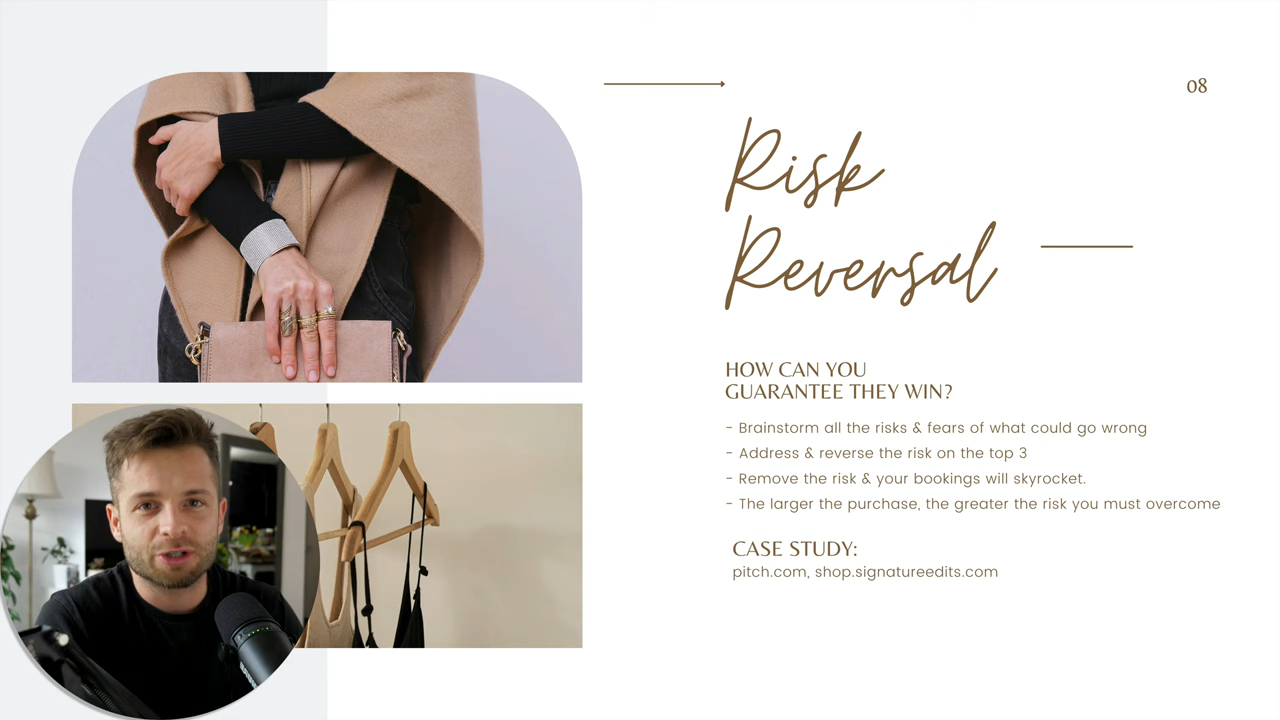 08
Risk
Reversal
HOW CAN YOU
GUARANTEE THEY WIN?
- Brainstorm all the risks & fears of what could go wrong
- Address & reverse the risk on the top 3
- Remove the risk & your bookings will skyrocket.
- The larger the purchase, the greater the risk you must overcome
CASE STUDY:
pitch.com, shop.signatureedits.com